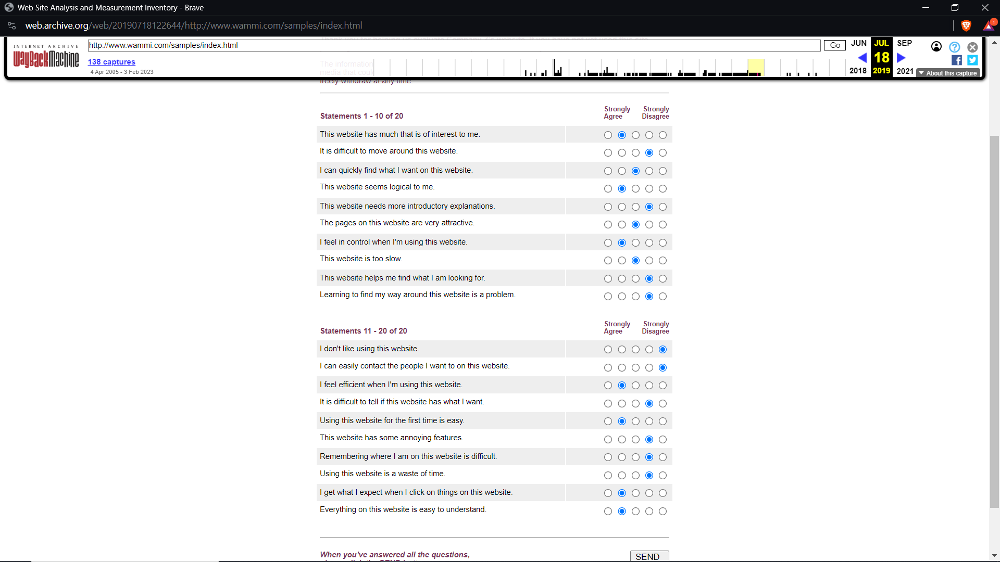 Web Site Analysis and Measurement Inventory - Brave
web.archive.org/web/20190718122644/http://www.wammi.com/samples/index.html
1
INTERNET ARCHIVE
WayBackMachine
http://www.wammi.com/samples/index.html
Go
138 captures
4 Apr 2005 - 3 Feb 2023
JUN JUL SEP
18
2018 2019 2021
About this capture
The information
media that could
freely withdraw at any time.
Statements 1 - 10 of 20
Strongly Agree
Strongly Disagree
This website has much that is of interest to me.
It is difficult to move around this website.
I can quickly find what I want on this website.
This website seems logical to me.
This website needs more introductory explanations.
The pages on this website are very attractive.
I feel in control when I'm using this website.
This website is too slow.
This website helps me find what I am looking for.
Learning to find my way around this website is a problem.
Statements 11 - 20 of 20
Strongly Agree
Strongly Disagree
I don't like using this website.
I can easily contact the people I want to on this website.
I feel efficient when I'm using this website.
It is difficult to tell if this website has what I want.
Using this website for the first time is easy.
This website has some annoying features.
Remembering where I am on this website is difficult.
Using this website is a waste of time.
I get what I expect when I click on things on this website.
Everything on this website is easy to understand.
When you've answered all the questions,
SEND